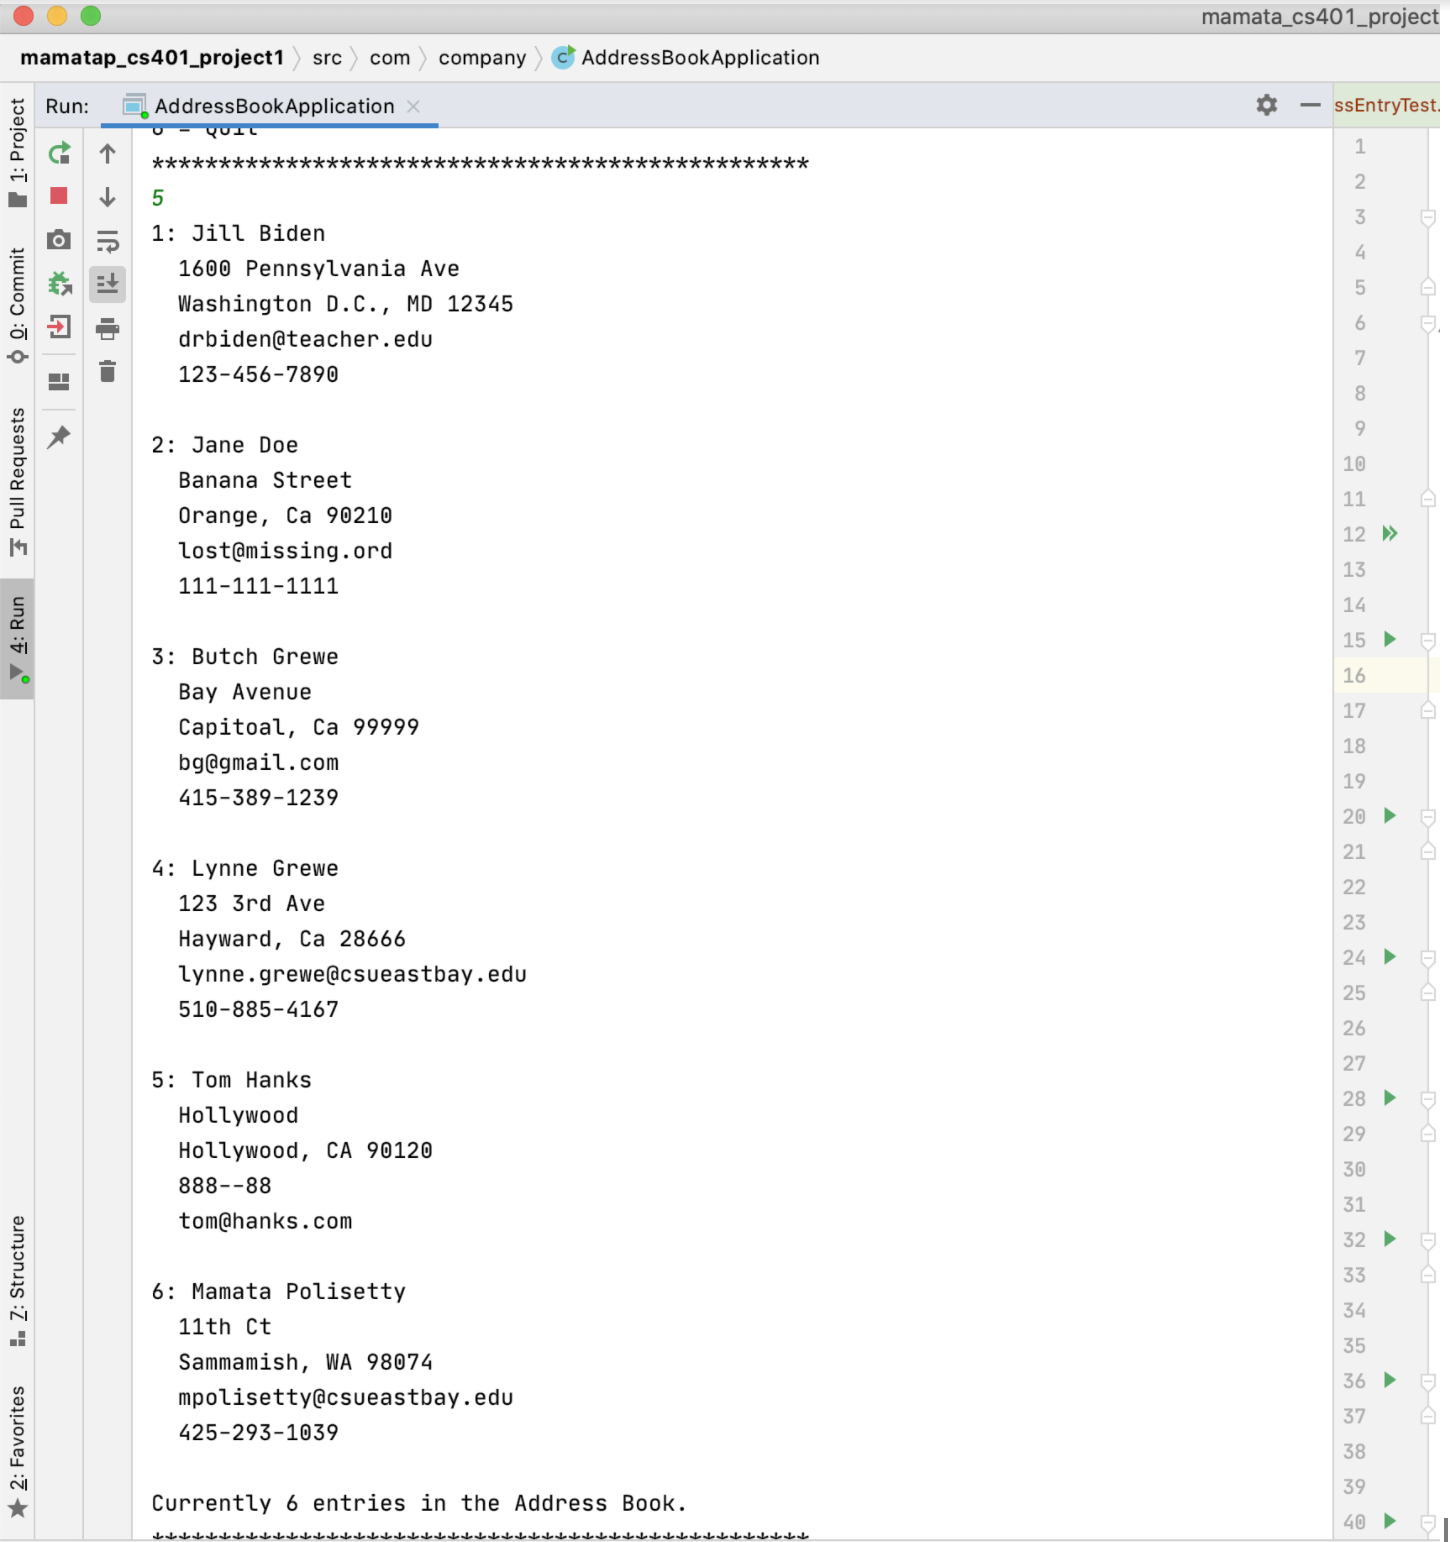 mamata_cs401_project
mamatap_cs401_project1 src com company AddressBookApplication
Run: AddressBookApplication
ssEntryTest.
1: Project
0: Commit
Pull Requests
4: Run
7: Structure
2: Favorites
6 - Quit
*************************************************
5
1: Jill Biden
1600 Pennsylvania Ave
Washington D.C., MD 12345
drbiden@teacher.edu
123-456-7890
2: Jane Doe
Banana Street
Orange, Ca 90210
lost@missing.ord
111-111-1111
3: Butch Grewe
Bay Avenue
Capitoal, Ca 99999
bg@gmail.com
415-389-1239
4: Lynne Grewe
123 3rd Ave
Hayward, Ca 28666
lynne.grewe@csueastbay.edu
510-885-4167
5: Tom Hanks
Hollywood
Hollywood, CA 90120
888--88
tom@hanks.com
6: Mamata Polisetty
11th Ct
Sammamish, WA 98074
mpolisetty@csueastbay.edu
425-293-1039
Currently 6 entries in the Address Book.
*************************************************
1
2
3
4
5
6
7
8
9
10
11
12
13
14
15
16
17
18
19
20
21
22
23
24
25
26
27
28
29
30
31
32
33
34
35
36
37
38
39
40